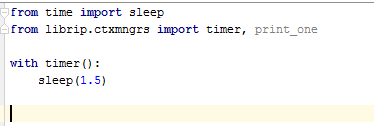 from time import sleep
from librip.ctxmngrs import timer, print_one
with timer():
    sleep(1.5)